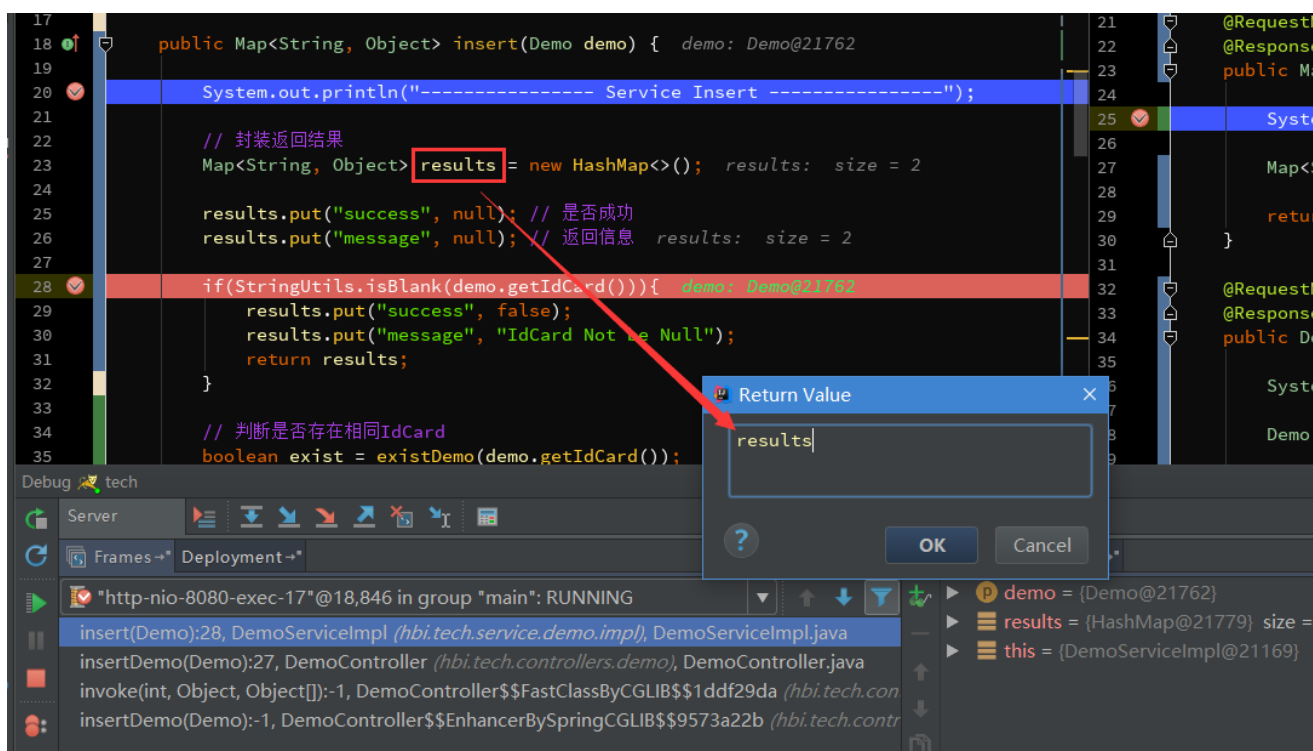 17
18 public Map<String, Object> insert(Demo demo) { demo: Demo@21762
19
20 System.out.println("---------------- Service Insert ----------------");
21
22 // 封装返回结果
23 Map<String, Object> results = new HashMap<>(); results: size = 2
24
25 results.put("success", null); // 是否成功
26 results.put("message", null); // 返回信息 results: size = 2
27
28 if(StringUtils.isBlank(demo.getIdCard())){ demo: Demo@21762
29 results.put("success", false);
30 results.put("message", "IdCard Not be Null");
31 return results;
32 }
33
34 // 判断是否存在相同IdCard
35 boolean exist = existDemo(demo.getIdCard());
21 @Request
22 @Respons
23 public M
24
25 Syst
26
27 Map<
28
29 retu
30 }
31
32 @Request
33 @Respons
34 public D
35
Syst
Demo
Return Value
results
?
OK Cancel
Debug tech
Server
Frames Deployment
"http-nio-8080-exec-17"@18,846 in group "main": RUNNING
insert(Demo):28, DemoServiceImpl (hbi.tech.service.demo.impl), DemoServiceImpl.java
insertDemo(Demo):27, DemoController (hbi.tech.controllers.demo), DemoController.java
invoke(int, Object, Object[]):-1, DemoController$$FastClassByCGLIB$$1ddf29da (hbi.tech.con
insertDemo(Demo):-1, DemoController$$EnhancerBySpringCGLIB$$9573a22b (hbi.tech.contr
demo = {Demo@21762}
results = {HashMap@21779} size =
this = {DemoServiceImpl@21169}